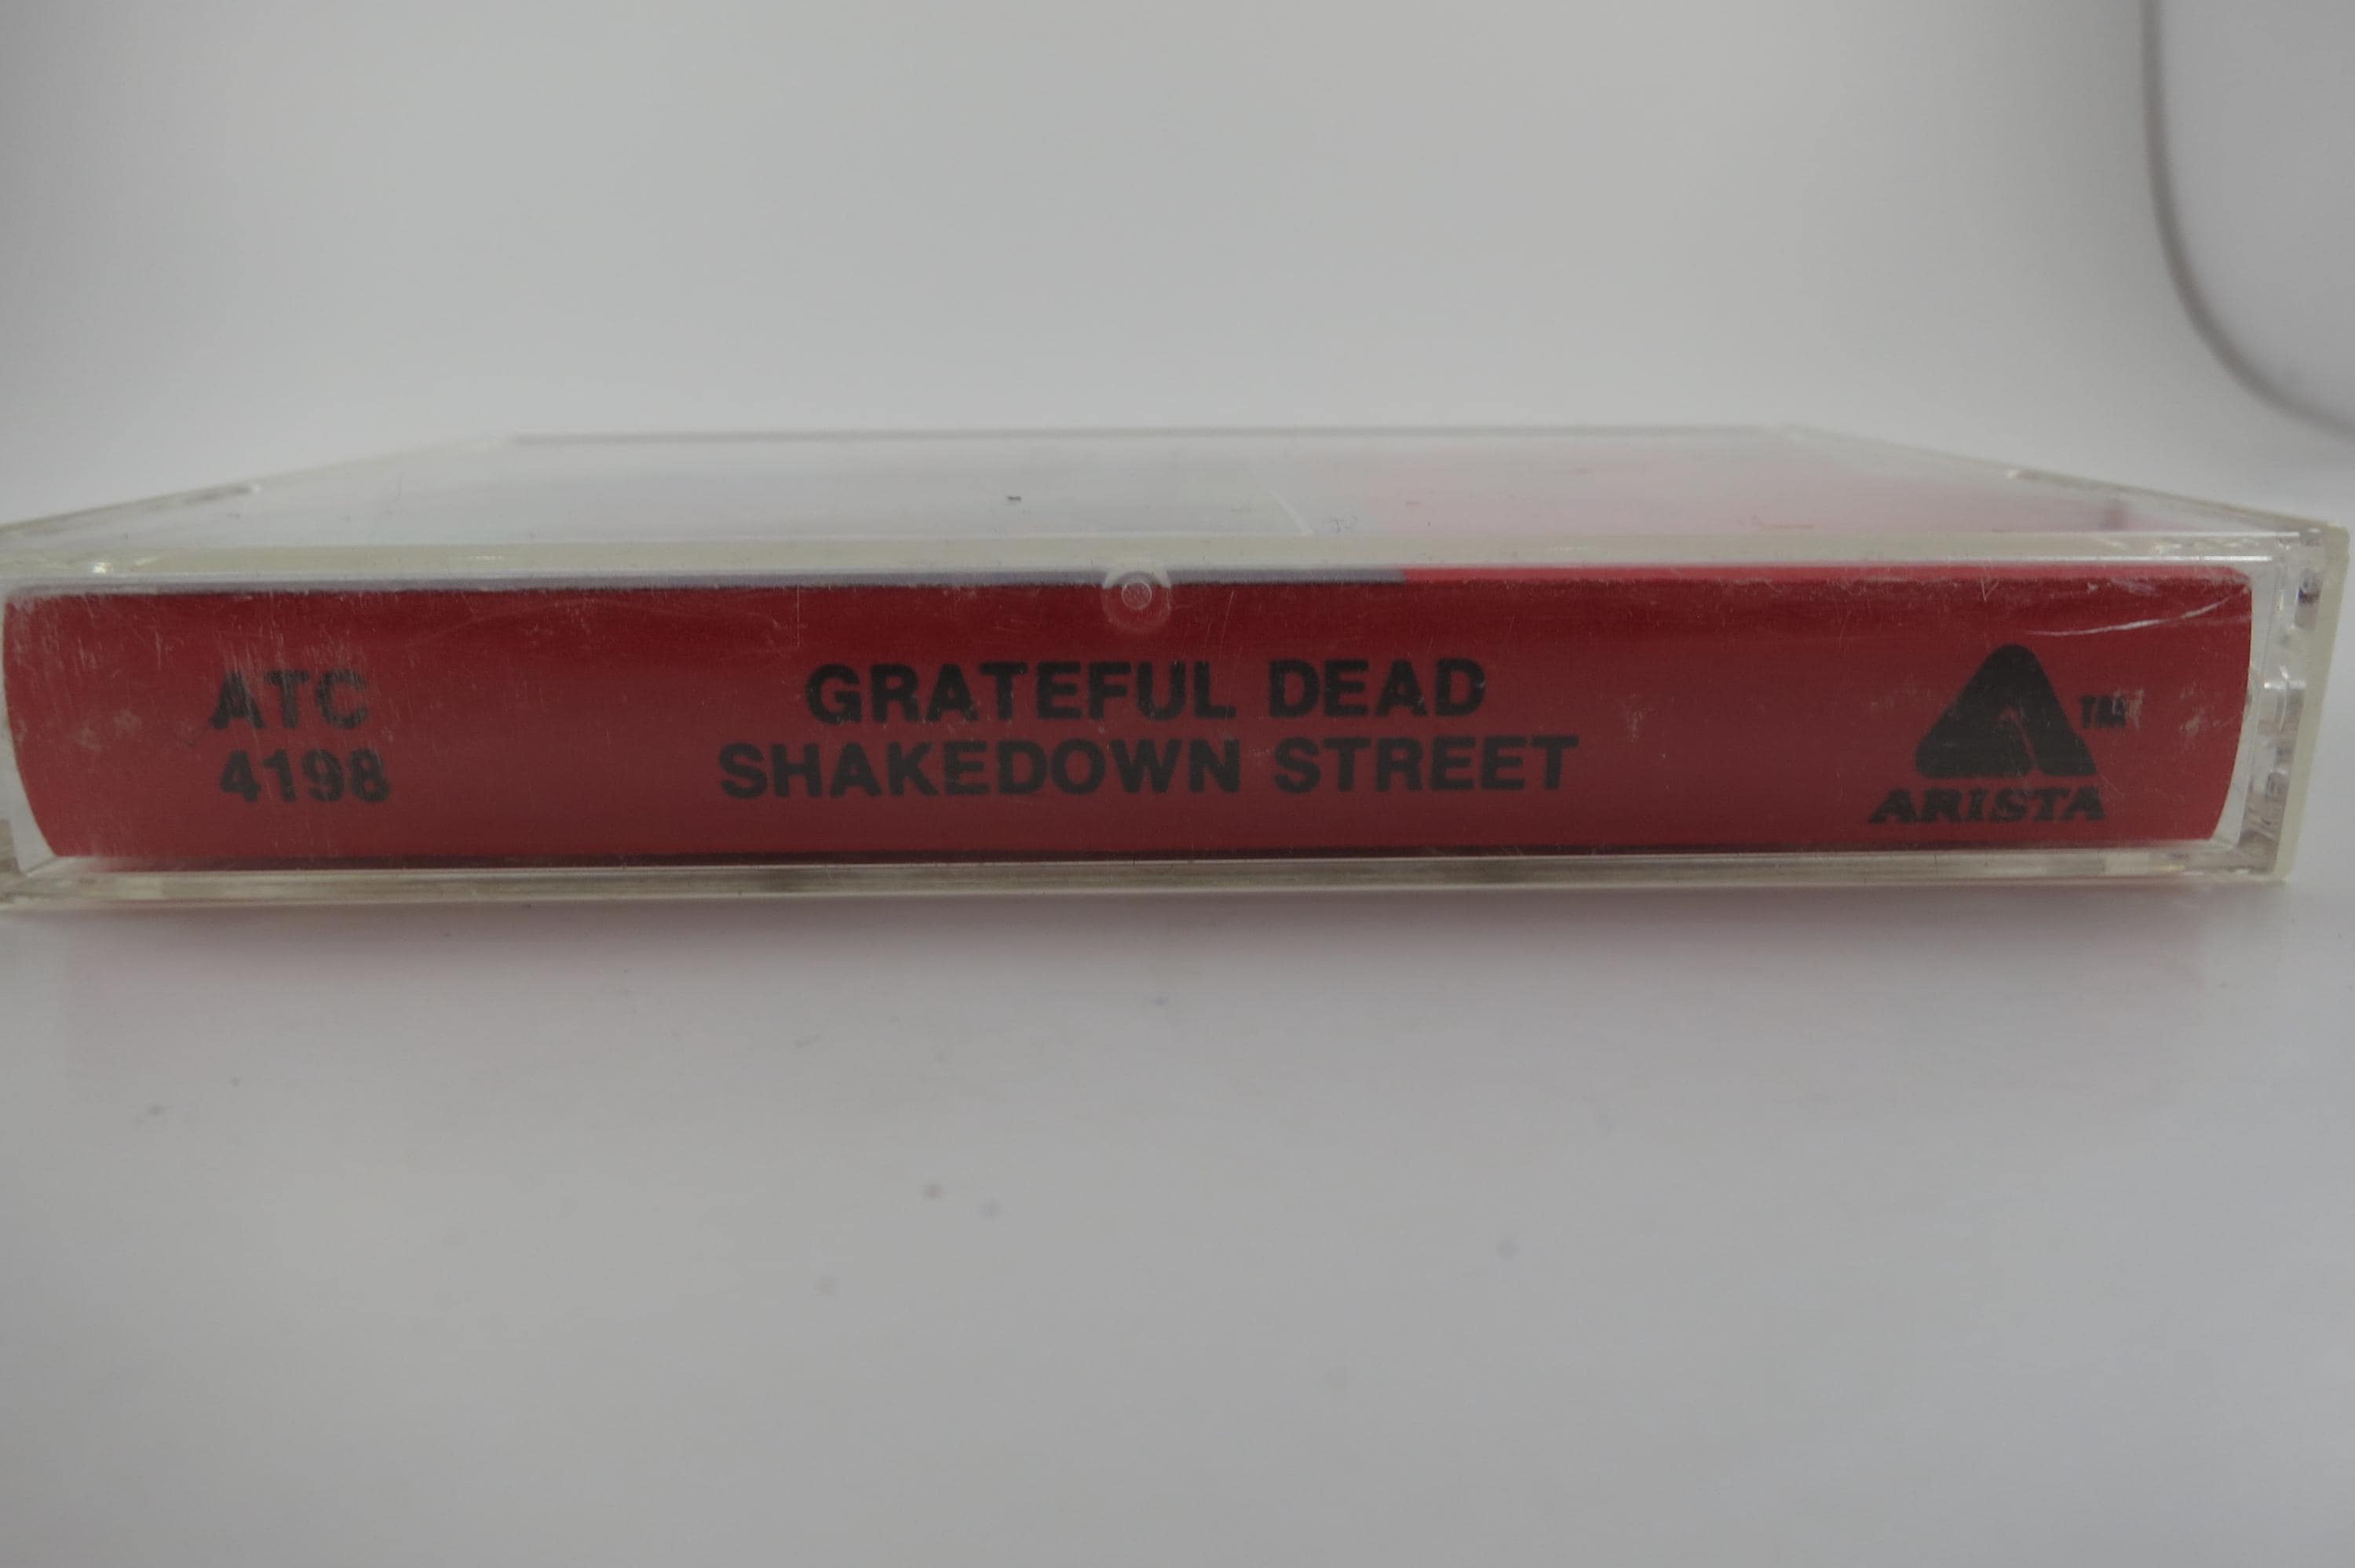 ATC
4198
GRATEFUL DEAD
SHAKEDOWN STREET
TM
ARISTA